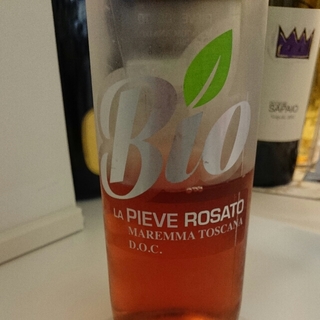 Bio
LA PIEVE ROSATO
MAREMMA TOSCANA
D.O.C.